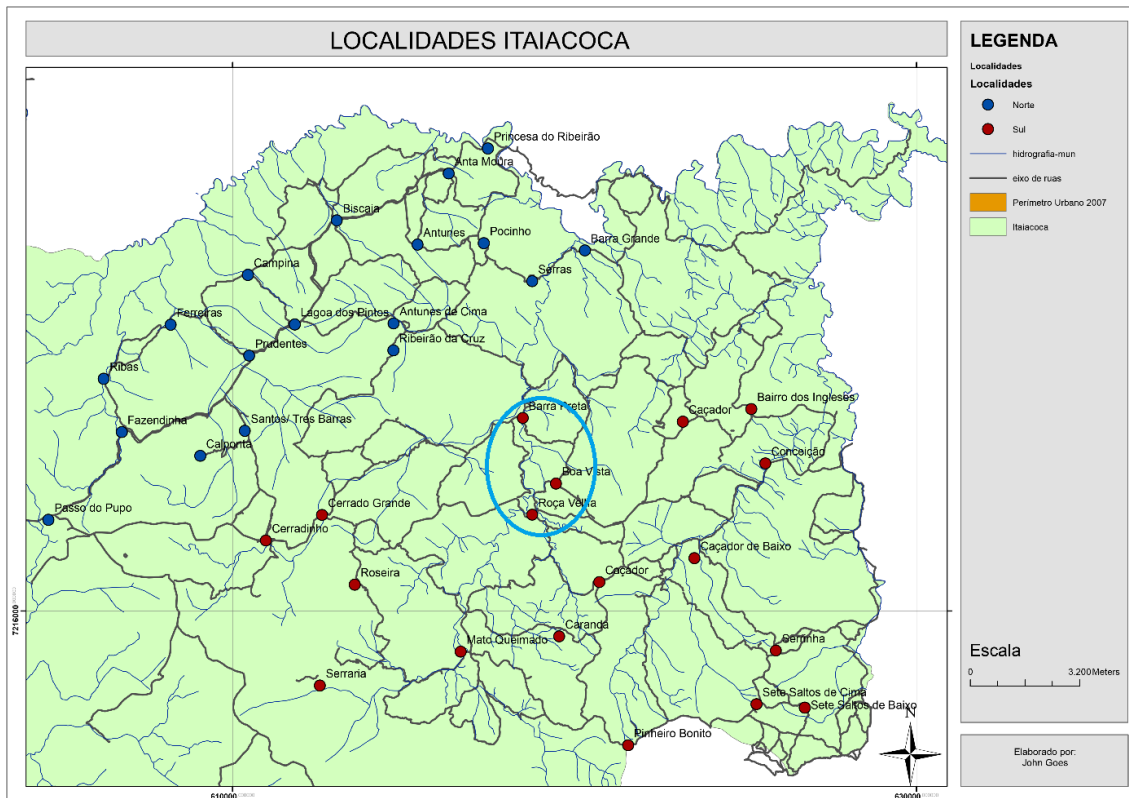 LOCALIDADES ITAIACOCA
Princesa do Ribeirão
Anta Moura
Biscaia
Antunes
Pocinho
Barra Grande
Serras
Campina
Ferreiras
Lagoa dos Pintos
Antunes de Cima
Ribeirão da Cruz
Prudentes
Ribas
Fazendinha
Santos/ Três Barras
Calponta
Passo do Pupo
Barra Preta
Boa Vista
Roça Velha
Caçador
Bairro dos Ingleses
Conceição
Cerrado Grande
Cerradinho
Roseira
Caçador de Baixo
Coçador
Carandá
Mato Queimado
Serrinha
Serraria
Sete Saltos de Cima
Sete Saltos de Baixo
Pinheiro Bonito
N
7216000
610000
630000
LEGENDA
Localidades
Localidades
Norte
Sul
hidrografia-mun
eixo de ruas
Perímetro Urbano 2007
Itaiacoca
Escala
0
3.200 Meters
Elaborado por:
John Goes